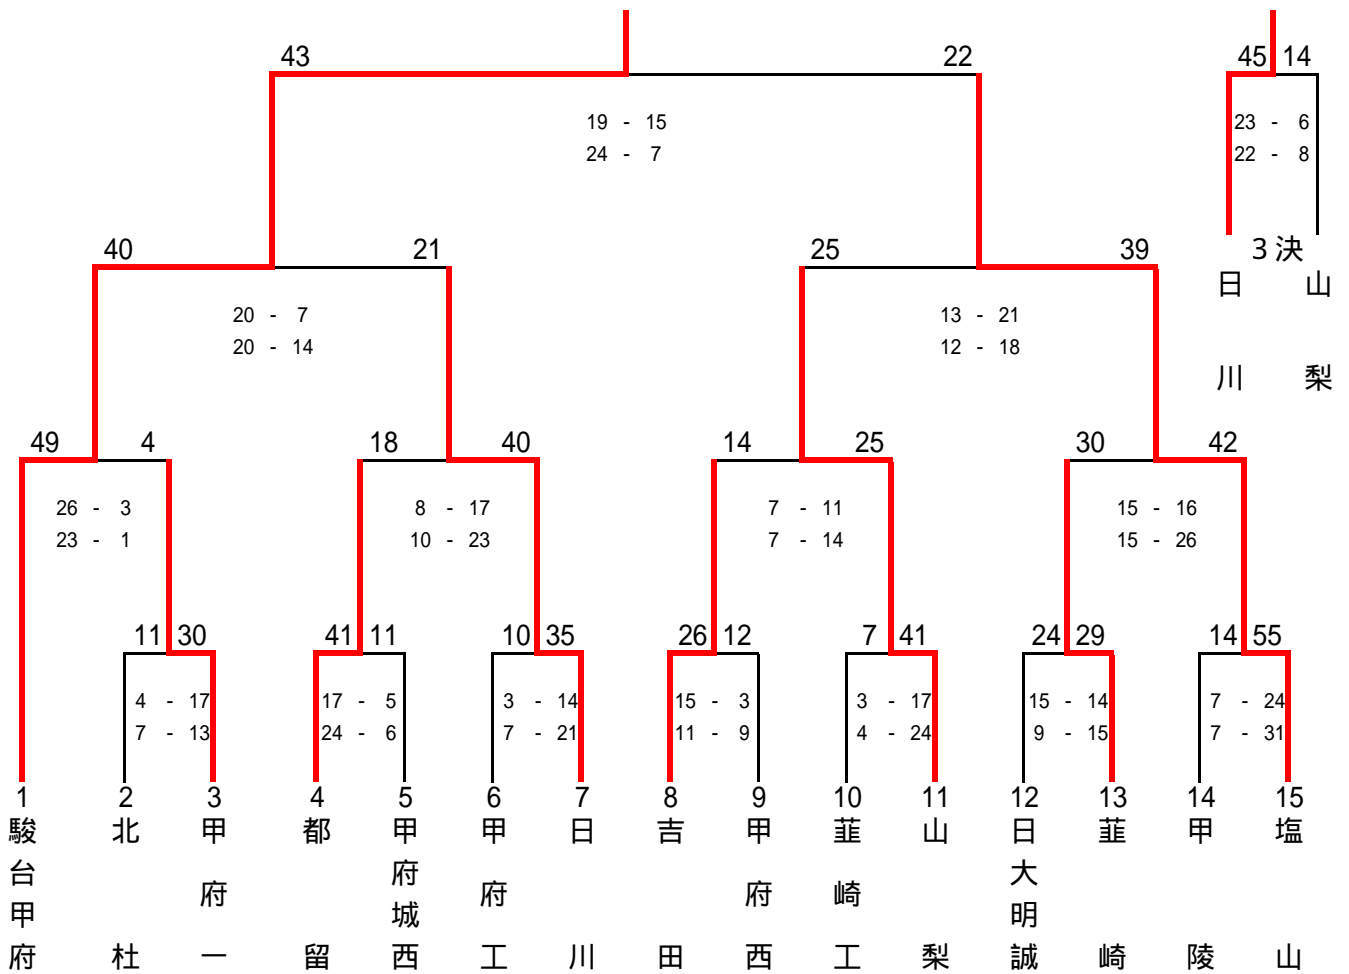 43 22 45 14
19 - 15 23 - 6
24 - 7 22 - 8
40 21 25 39 3決
日川 山梨
20 - 7 13 - 21
20 - 14 12 - 18
49 4 18 40 14 25 30 42
26 - 3 8 - 17 7 - 11 15 - 16
23 - 1 10 - 23 7 - 14 15 - 26
11 30 41 11 10 35 26 12 7 41 24 29 14 55
4 - 17 17 - 5 3 - 14 15 - 3 3 - 17 15 - 14 7 - 24
7 - 13 24 - 6 7 - 21 11 - 9 4 - 24 9 - 15 7 - 31
1 2 3 4 5 6 7 8 9 10 11 12 13 14 15
駿台甲府
北杜
甲府一
都留
甲府城西
甲府工
日川
吉田
甲府西
韮崎工
山梨
日大明誠
韮崎
甲陵
塩山